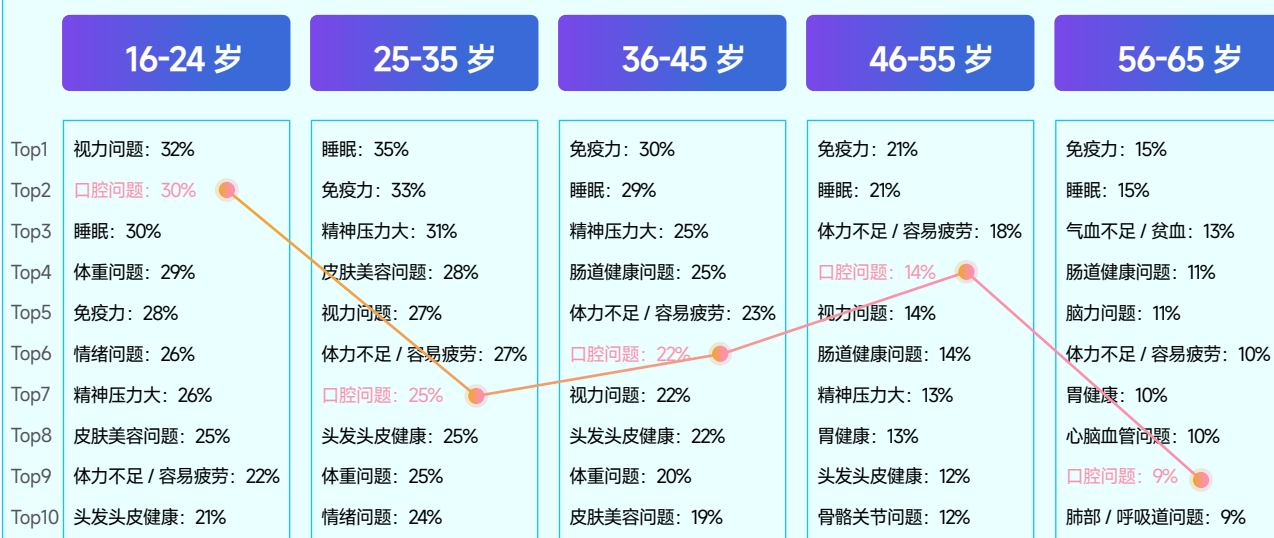 16-24 岁 25-35 岁 36-45 岁 46-55 岁 56-65 岁
Top1 视力问题：32% 睡眠：35% 免疫力：30% 免疫力：21% 免疫力：15%
Top2 口腔问题：30% 免疫力：33% 睡眠：29% 睡眠：21% 睡眠：15%
Top3 睡眠：30% 精神压力大：31% 精神压力大：25% 体力不足 / 容易疲劳：18% 气血不足 / 贫血：13%
Top4 体重问题：29% 皮肤美容问题：28% 肠道健康问题：25% 口腔问题：14% 肠道健康问题：11%
Top5 免疫力：28% 视力问题：27% 体力不足 / 容易疲劳：23% 视力问题：14% 脑力问题：11%
Top6 情绪问题：26% 体力不足 / 容易疲劳：27% 口腔问题：22% 肠道健康问题：14% 体力不足 / 容易疲劳：10%
Top7 精神压力大：26% 口腔问题：25% 视力问题：22% 精神压力大：13% 胃健康：10%
Top8 皮肤美容问题：25% 头发头皮健康：25% 头发头皮健康：22% 胃健康：13% 心脑血管问题：10%
Top9 体力不足 / 容易疲劳：22% 体重问题：25% 体重问题：20% 头发头皮健康：12% 口腔问题：9%
Top10 头发头皮健康：21% 情绪问题：24% 皮肤美容问题：19% 骨骼关节问题：12% 肺部 / 呼吸道问题：9%